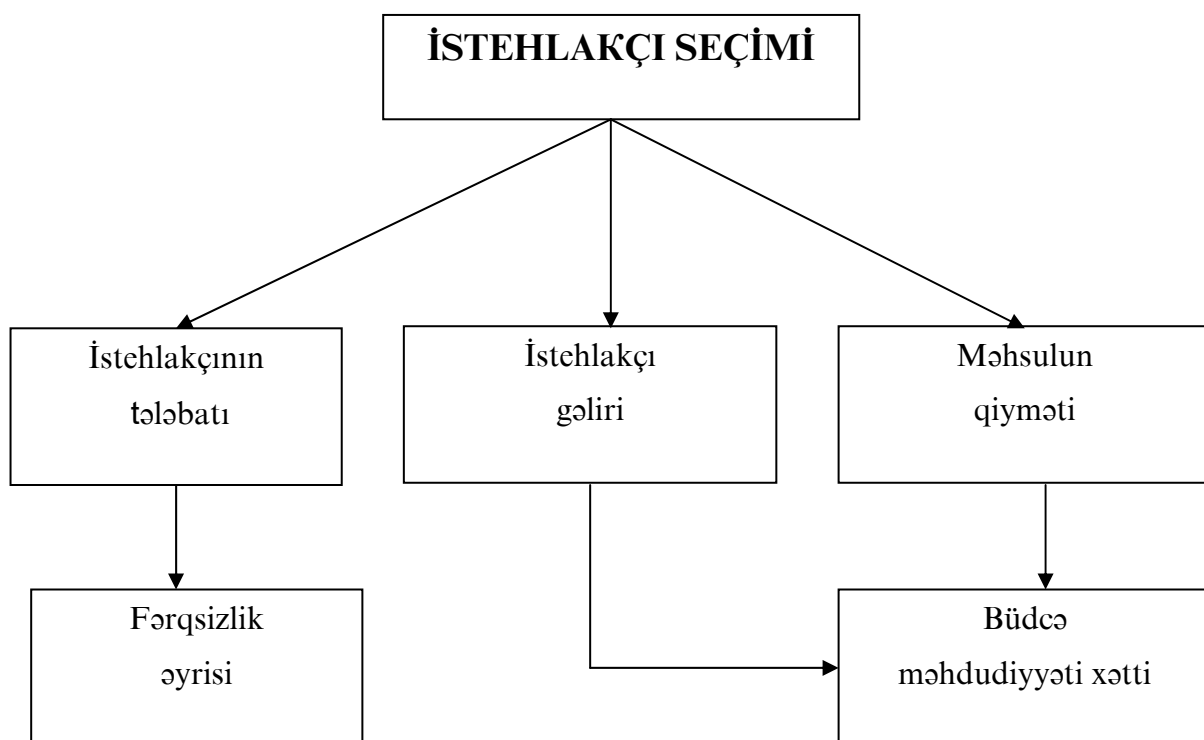 İSTEHLAKÇI SEÇİMİ
İstehlakçının
tələbatı
İstehlakçı
gəliri
Məhsulun
qiyməti
Fərqsizlik
əyrisi
Büdcə
məhdudiyyəti xətti